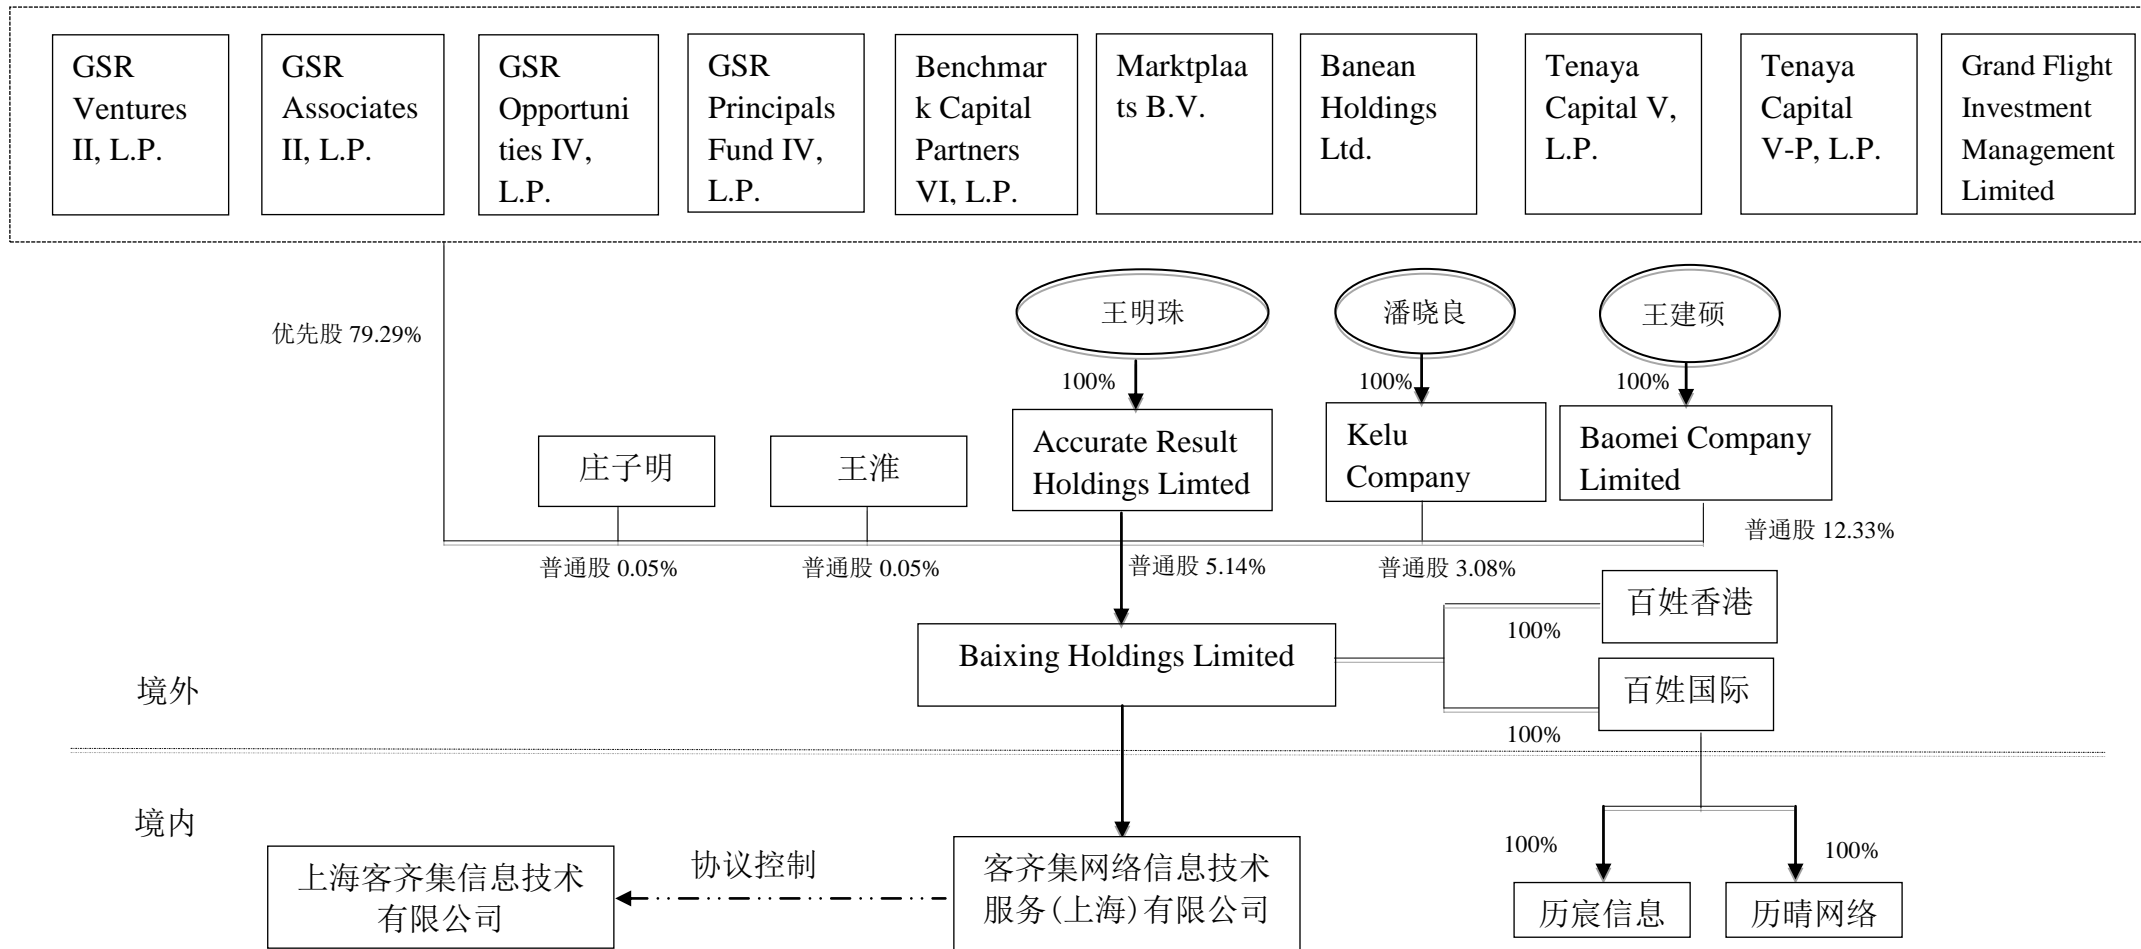 GSR
Ventures
II, L.P.
GSR
Associates
II, L.P.
GSR
Opportuni
ties IV,
L.P.
GSR
Principals
Fund IV,
L.P.
Benchmar
k Capital
Partners
VI, L.P.
Marktplaa
ts B.V.
Banean
Holdings
Ltd.
Tenaya
Capital V,
L.P.
Tenaya
Capital
V-P, L.P.
Grand Flight
Investment
Management
Limited
优先股 79.29%
王明珠
潘晓良
王建硕
100%
100%
100%
庄子明
王淮
Accurate Result
Holdings Limted
Kelu
Company
Baomei Company
Limited
普通股 0.05%
普通股 0.05%
普通股 5.14%
普通股 3.08%
普通股 12.33%
Baixing Holdings Limited
100%
百姓香港
100%
百姓国际
境外
境内
上海客齐集信息技术
有限公司
协议控制
客齐集网络信息技术
服务(上海)有限公司
100%
100%
历宸信息
历晴网络